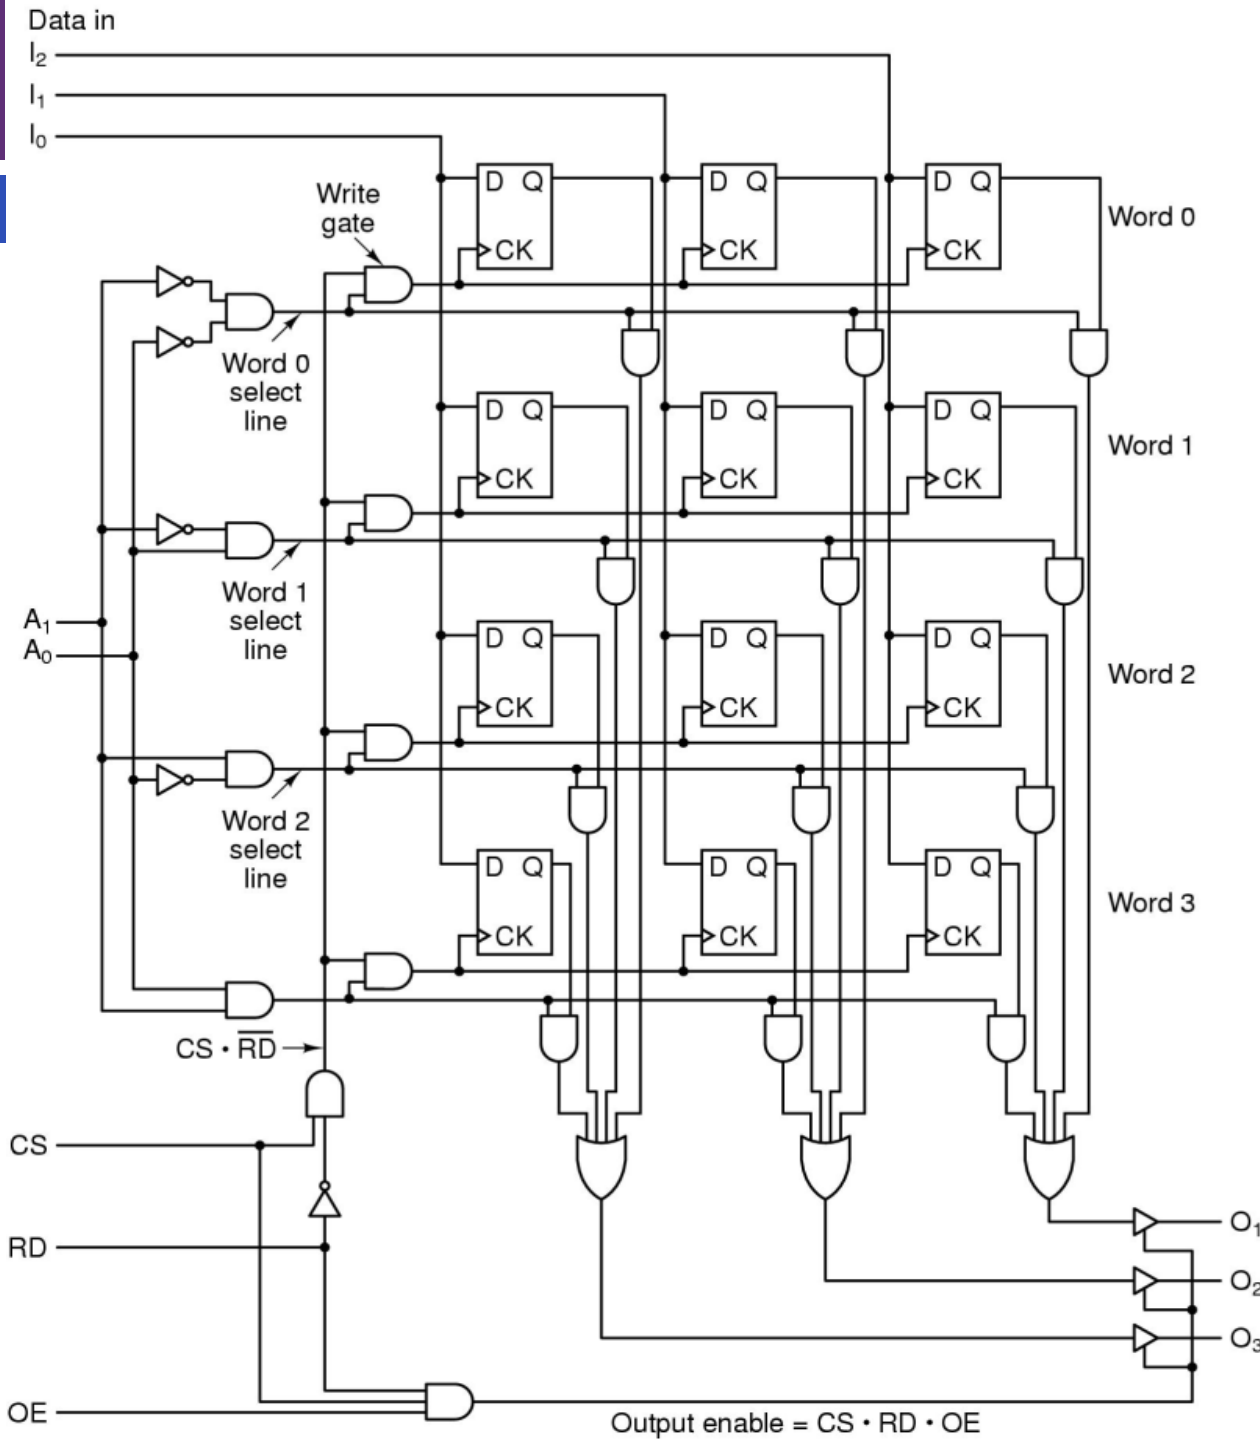 Data in
I₂
I₁
I₀
Write
gate
D Q
CK
D Q
CK
D Q
CK
Word 0
Word 0
select
line
D Q
CK
D Q
CK
D Q
CK
Word 1
Word 1
select
line
A₁
A₀
D Q
CK
D Q
CK
D Q
CK
Word 2
Word 2
select
line
D Q
CK
D Q
CK
D Q
CK
Word 3
CS • R̅D̅
CS
RD
OE
O₁
O₂
O₃
Output enable = CS • RD • OE